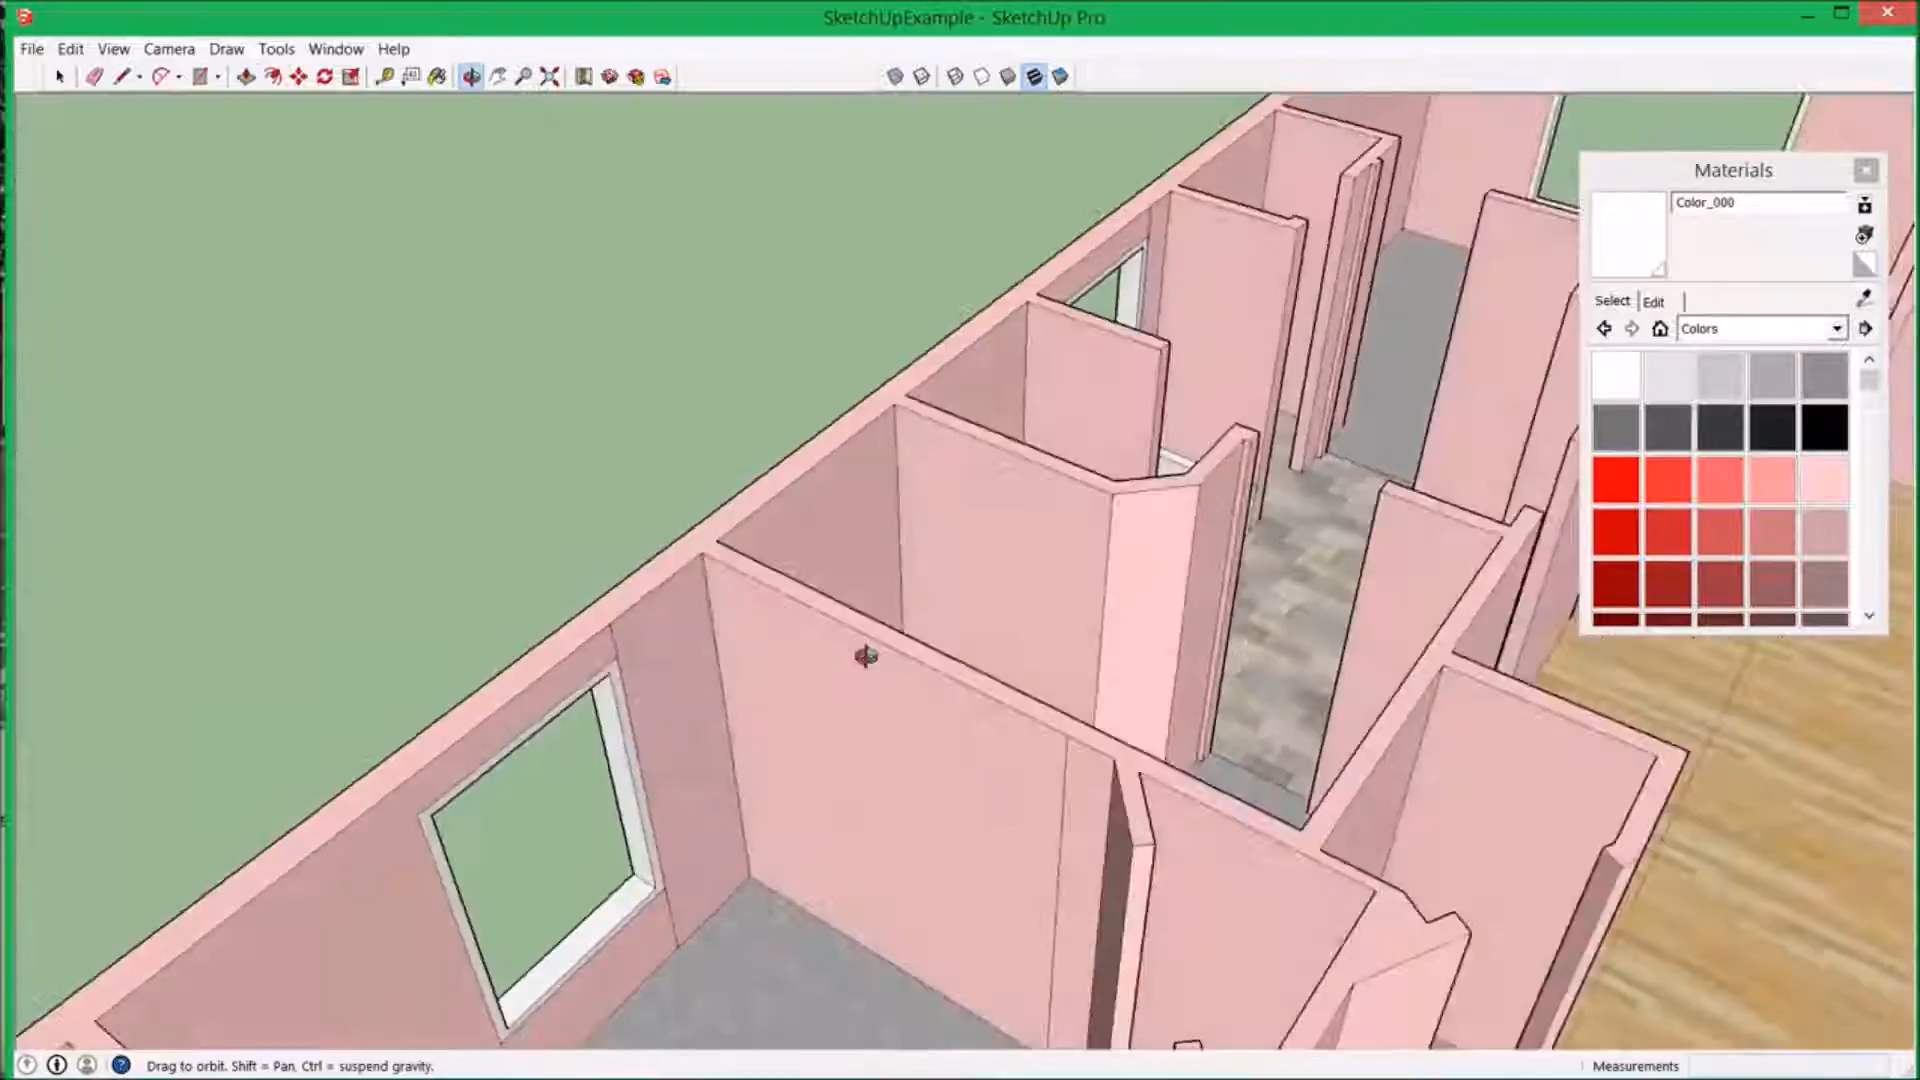 SketchUpExample - SketchUp Pro
File Edit View Camera Draw Tools Window Help
Materials
Color_000
Select Edit
Colors
Drag to orbit. Shift = Pan, Ctrl = suspend gravity.
Measurements